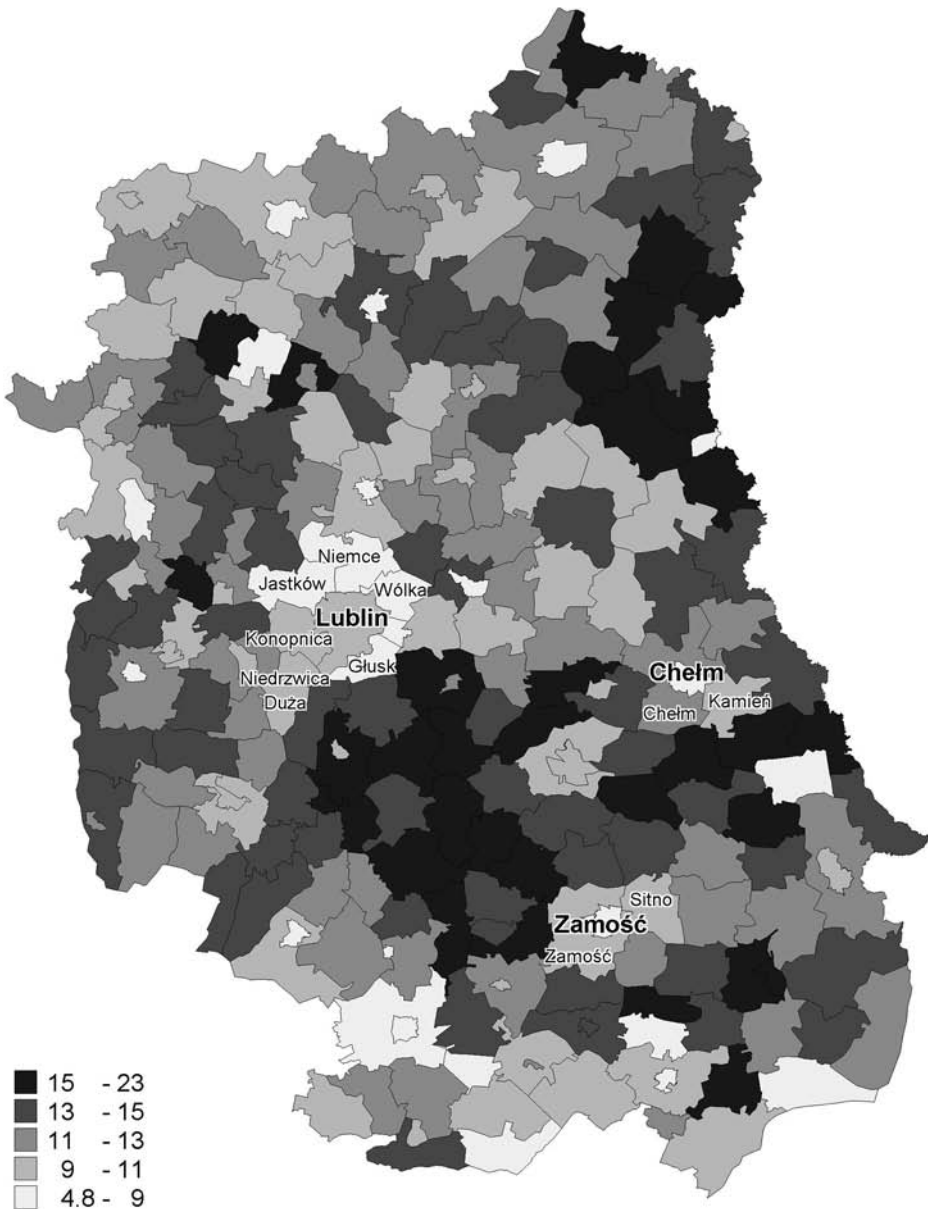 Niemce
Jastków
Wólka
Lublin
Konopnica
Głusk
Niedrzwica
Duża
Chełm
Chełm
Kamień
Sitno
Zamość
Zamość
15 - 23
13 - 15
11 - 13
9 - 11
4.8 - 9